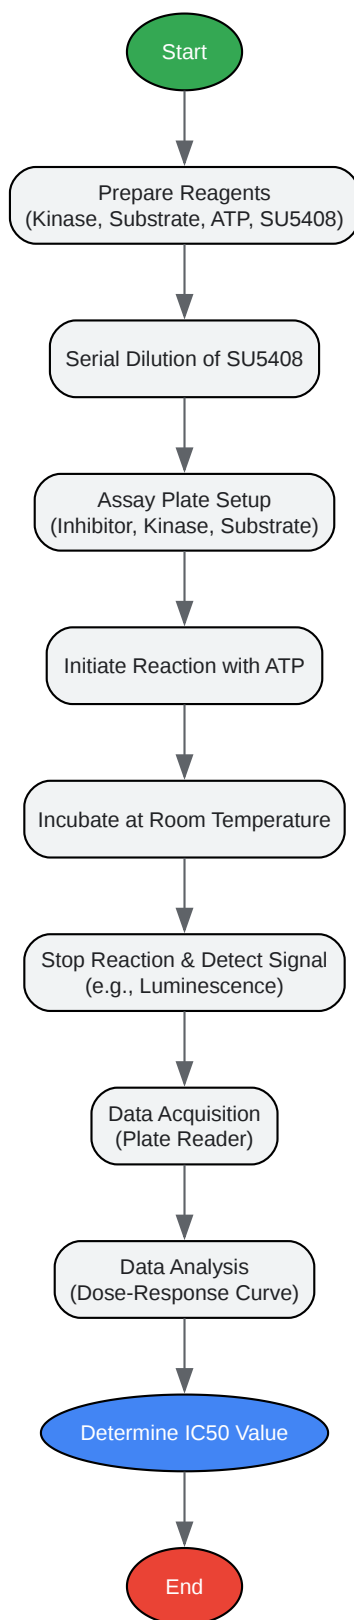 Start
Prepare Reagents
(Kinase, Substrate, ATP, SU5408)
Serial Dilution of SU5408
Assay Plate Setup
(Inhibitor, Kinase, Substrate)
Initiate Reaction with ATP
Incubate at Room Temperature
Stop Reaction & Detect Signal
(e.g., Luminescence)
Data Acquisition
(Plate Reader)
Data Analysis
(Dose-Response Curve)
Determine IC50 Value
End